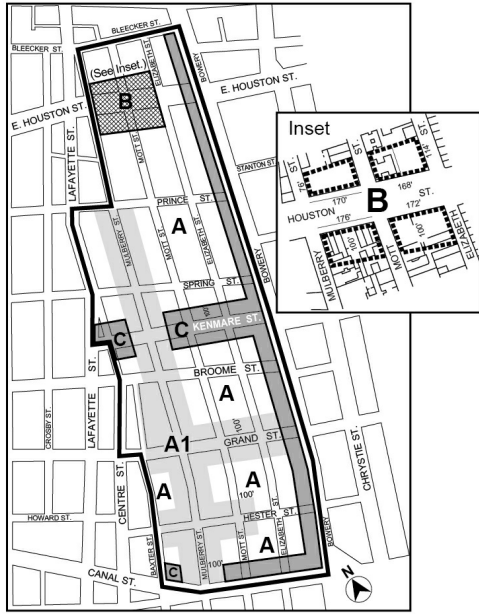 BLEECKER ST.
BLEECKER ST.
ELIZABETH ST.
BOWERY
(See Inset.)
E. HOUSTON ST.
E. HOUSTON ST.
B
LAFAYETTE ST.
MOTT ST.
STANTON ST.
PRINCE ST.
MULBERRY ST.
A
MOTT ST.
ELIZABETH ST.
BOWERY
SPRING ST.
100'
C
C
KENMARE ST.
BROOME ST.
A
CROSBY ST.
LAFAYETTE ST.
100'
A1
GRAND ST.
CENTRE ST.
A
A
100'
CHRYSTIE ST.
HOWARD ST.
HESTER ST.
A
BAXTER ST.
MULBERRY ST.
MOTT ST.
ELIZABETH ST.
BOWERY
100'
C
CANAL ST.
N
Inset
ST.
ST.
76'
114'
170'
B
168'
HOUSTON
ST.
176'
172'
100'
100'
MULBERRY
MOTT
ELIZABETH